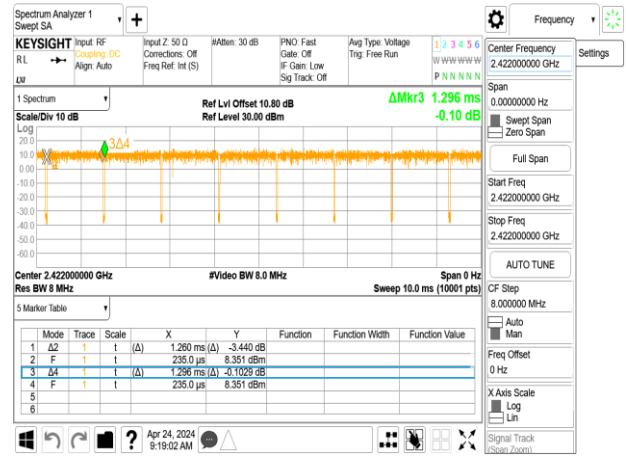 Spectrum Analyzer 1
Swept SA
+
Frequency
KEYSIGHT
RL
Input: RF
Coupling: DC
Align: Auto
Input Z: 50 Ω
Corrections: Off
Freq Ref: Int (S)
#Atten: 30 dB
PNO: Fast
Gate: Off
IF Gain: Low
Sig Track: Off
Avg Type: Voltage
Trig: Free Run
1 2 3 4 5 6
W W W W W W
P N N N N N
Center Frequency
2.422000000 GHz
Settings
Span
0.00000000 Hz
Swept Span
Zero Span
Full Span
Start Freq
2.422000000 GHz
Stop Freq
2.422000000 GHz
AUTO TUNE
CF Step
8.000000 MHz
Auto
Man
Freq Offset
0 Hz
X Axis Scale
Log
Lin
Signal Track
(Span Zoom)
1 Spectrum
Scale/Div 10 dB
Ref Lvl Offset 10.80 dB
Ref Level 30.00 dBm
ΔMkr3 1.296 ms
-0.10 dB
Log
20.0
10.0
0.00
-10.0
-20.0
-30.0
-40.0
-50.0
-60.0
3Δ4
Center 2.422000000 GHz
Res BW 8 MHz
#Video BW 8.0 MHz
Span 0 Hz
Sweep 10.0 ms (10001 pts)
5 Marker Table
Mode Trace Scale X Y Function Function Width Function Value
1 Δ2 1 t (Δ) 1.260 ms (Δ) -3.440 dB
2 F 1 t 235.0 µs 8.351 dBm
3 Δ4 1 t (Δ) 1.296 ms (Δ) -0.1029 dB
4 F 1 t 235.0 µs 8.351 dBm
5
6
Apr 24, 2024
9:19:02 AM